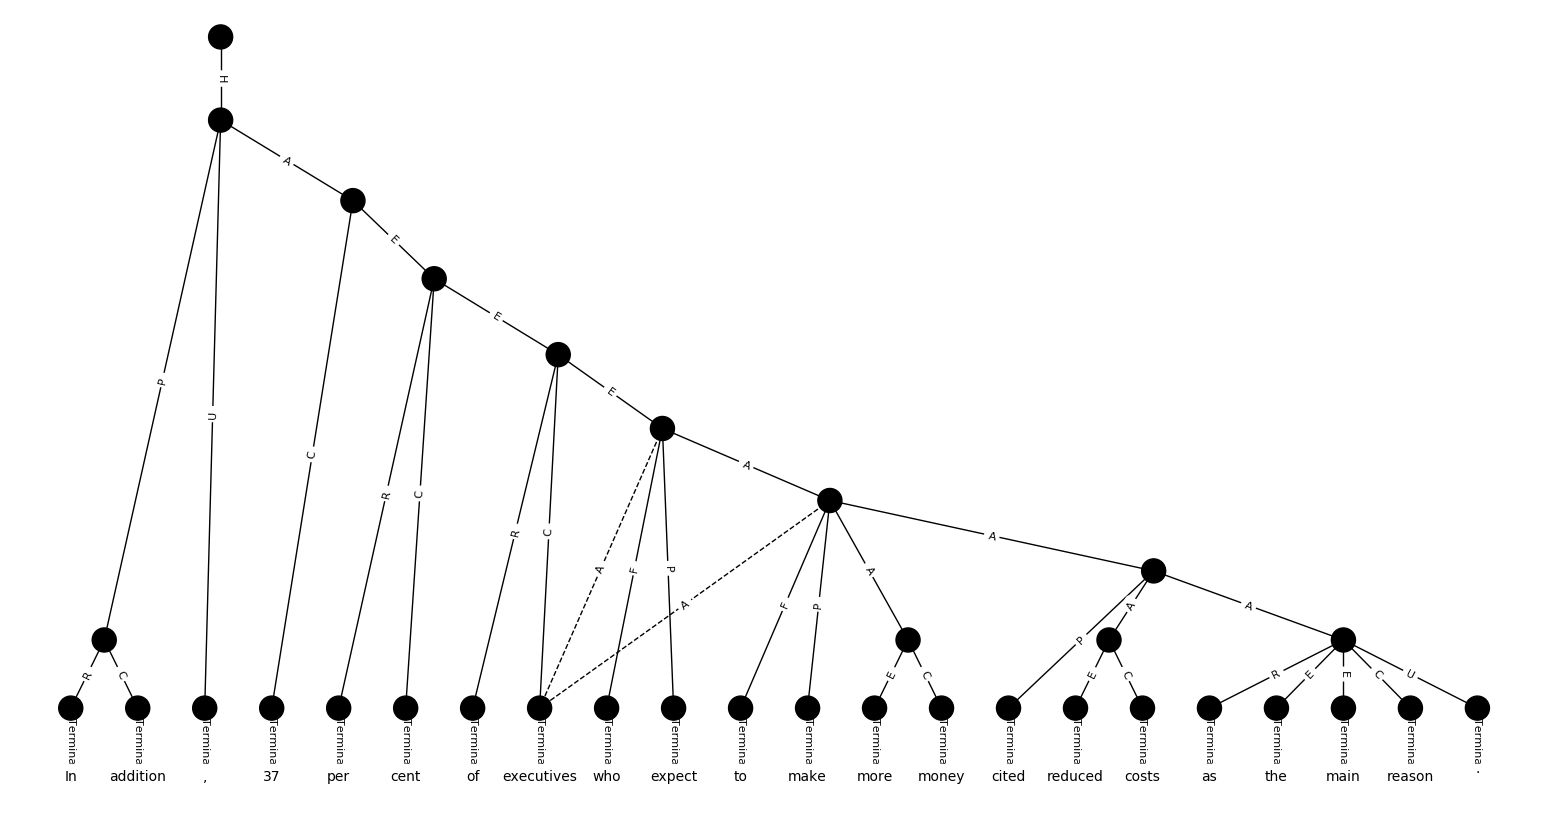 H
A
E
E
P
U
E
C
A
C
R
C
A
R
C
A
F
P
A
F
P
A
P
A
A
R
C
E
C
E
C
R
E
E
C
U
Termina Termina Termina Termina Termina Termina Termina Termina Termina Termina Termina Termina Termina Termina Termina Termina Termina Termina Termina Termina Termina Termina
In addition , 37 per cent of executives who expect to make more money cited reduced costs as the main reason .